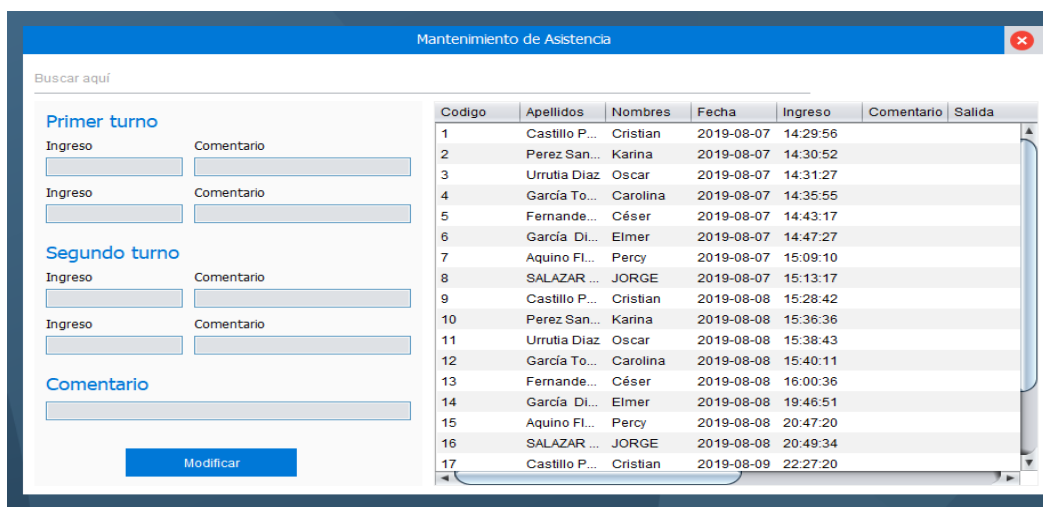 Mantenimiento de Asistencia
Buscar aquí
Primer turno
Ingreso Comentario
Ingreso Comentario
Segundo turno
Ingreso Comentario
Ingreso Comentario
Comentario
Modificar
Codigo Apellidos Nombres Fecha Ingreso Comentario Salida
1 Castillo P... Cristian 2019-08-07 14:29:56
2 Perez San... Karina 2019-08-07 14:30:52
3 Urrutia Diaz Oscar 2019-08-07 14:31:27
4 García To... Carolina 2019-08-07 14:35:55
5 Fernande... Céser 2019-08-07 14:43:17
6 García Di... Elmer 2019-08-07 14:47:27
7 Aquino Fl... Percy 2019-08-07 15:09:10
8 SALAZAR ... JORGE 2019-08-07 15:13:17
9 Castillo P... Cristian 2019-08-08 15:28:42
10 Perez San... Karina 2019-08-08 15:36:36
11 Urrutia Diaz Oscar 2019-08-08 15:38:43
12 García To... Carolina 2019-08-08 15:40:11
13 Fernande... Céser 2019-08-08 16:00:36
14 García Di... Elmer 2019-08-08 19:46:51
15 Aquino Fl... Percy 2019-08-08 20:47:20
16 SALAZAR ... JORGE 2019-08-08 20:49:34
17 Castillo P... Cristian 2019-08-09 22:27:20